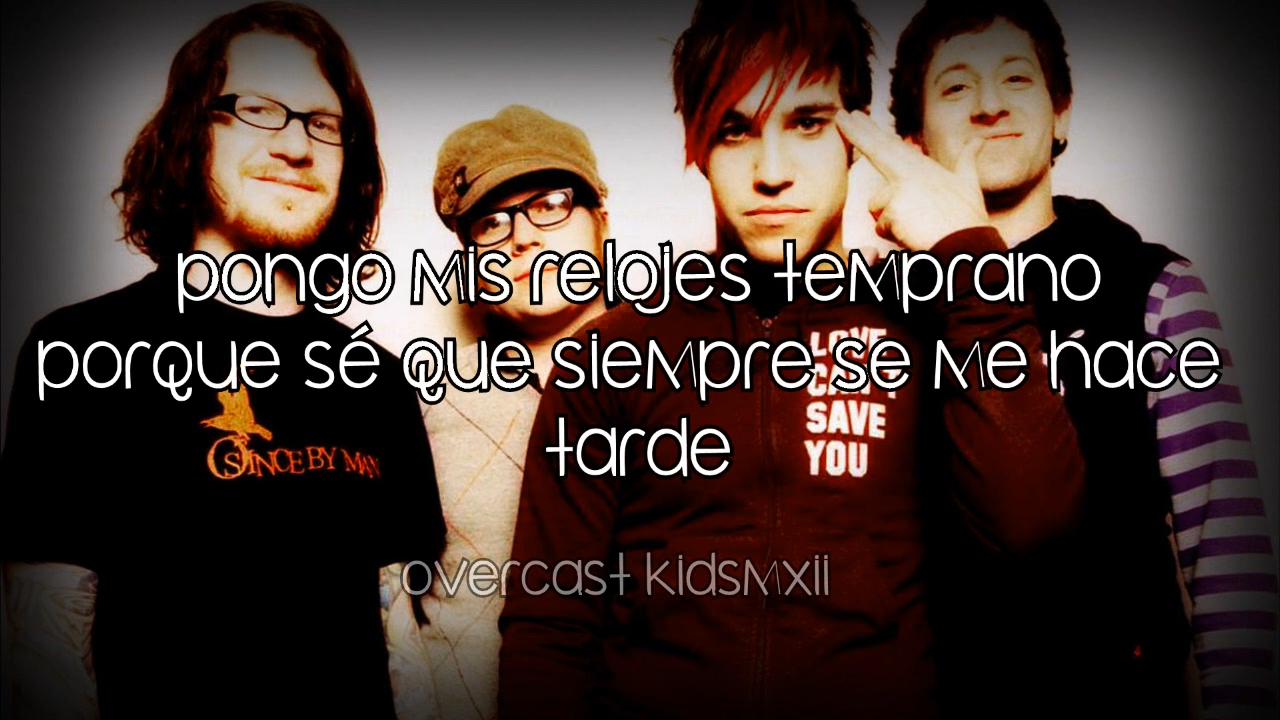 pongo mis relojes temprano
porque sé que siempre se me hace
tarde
LOVE
CAN'T
SAVE
YOU
SINCE BY MAN
overcast kidsmxii